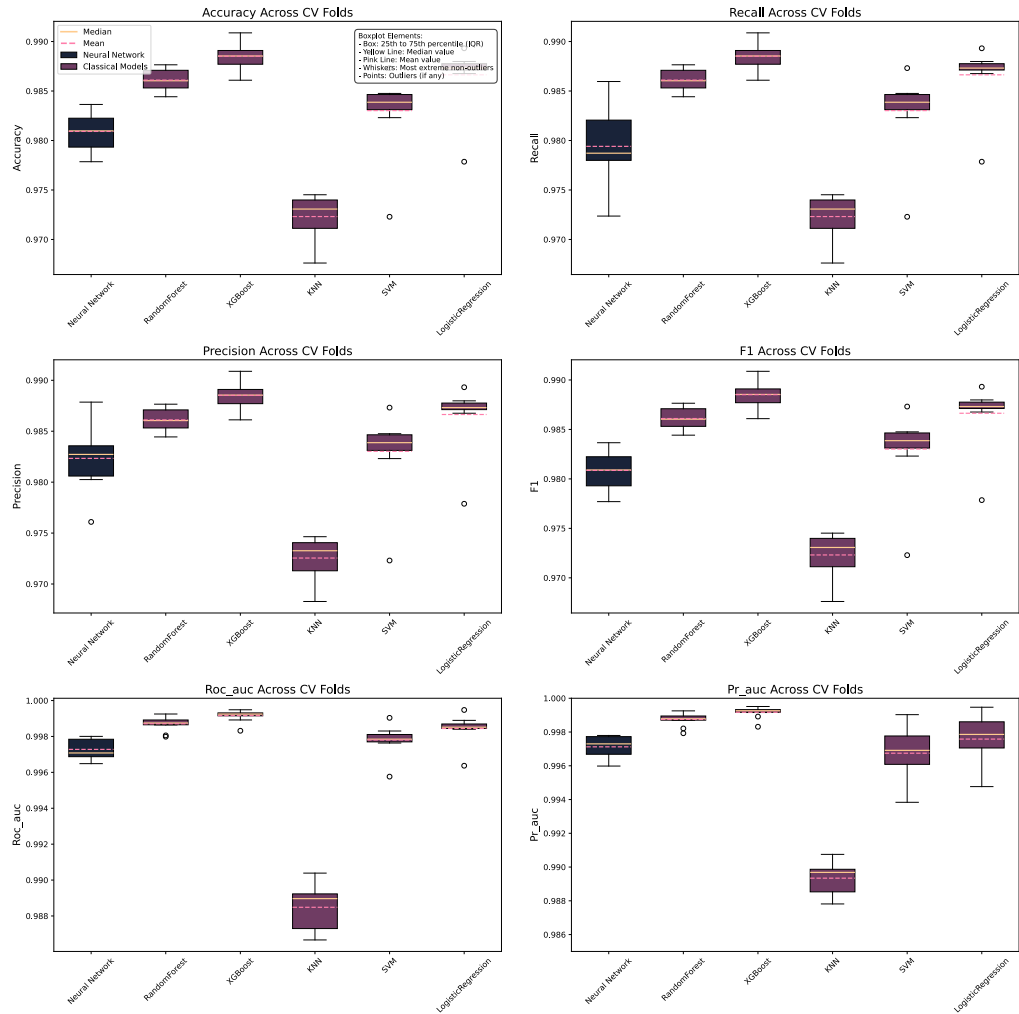 Accuracy Across CV Folds
Median
Mean
Neural Network
Classical Models
Boxplot Elements:
- Box: 25th to 75th percentile (IQR)
- Yellow Line: Median value
- Pink Line: Mean value
- Whiskers: Most extreme non-outliers
- Points: Outliers (if any)
Accuracy
0.990
0.985
0.980
0.975
0.970
Neural Network
RandomForest
XGBoost
KNN
SVM
LogisticRegression
Recall Across CV Folds
Recall
0.990
0.985
0.980
0.975
0.970
Neural Network
RandomForest
XGBoost
KNN
SVM
LogisticRegression
Precision Across CV Folds
Precision
0.990
0.985
0.980
0.975
0.970
Neural Network
RandomForest
XGBoost
KNN
SVM
LogisticRegression
F1 Across CV Folds
F1
0.990
0.985
0.980
0.975
0.970
Neural Network
RandomForest
XGBoost
KNN
SVM
LogisticRegression
Roc_auc Across CV Folds
Roc_auc
1.000
0.998
0.996
0.994
0.992
0.990
0.988
Neural Network
RandomForest
XGBoost
KNN
SVM
LogisticRegression
Pr_auc Across CV Folds
Pr_auc
1.000
0.998
0.996
0.994
0.992
0.990
0.988
0.986
Neural Network
RandomForest
XGBoost
KNN
SVM
LogisticRegression